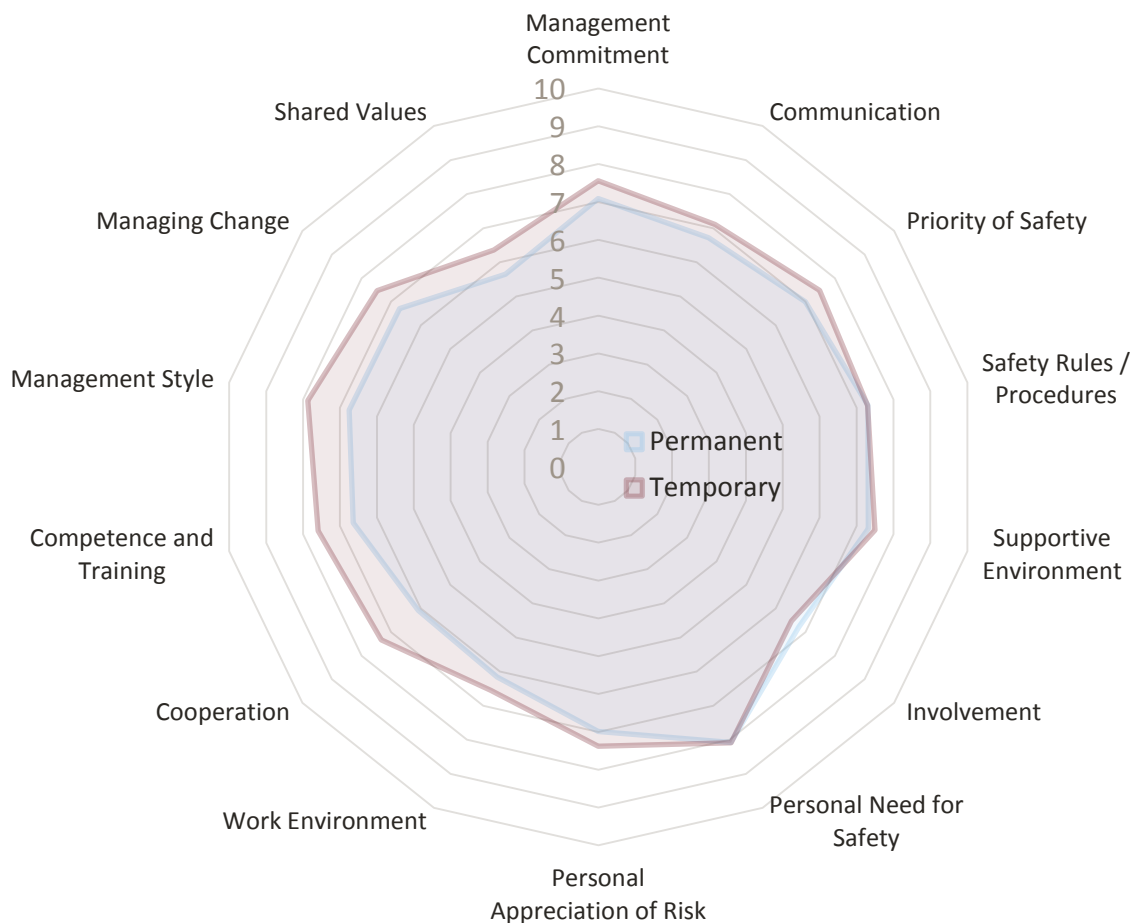 Management
Commitment
Communication
Priority of Safety
Safety Rules /
Procedures
Supportive
Environment
Involvement
Personal Need for
Safety
Personal
Appreciation of Risk
Work Environment
Cooperation
Competence and
Training
Management Style
Managing Change
Shared Values
10
9
8
7
6
5
4
3
2
1
0
Permanent
Temporary